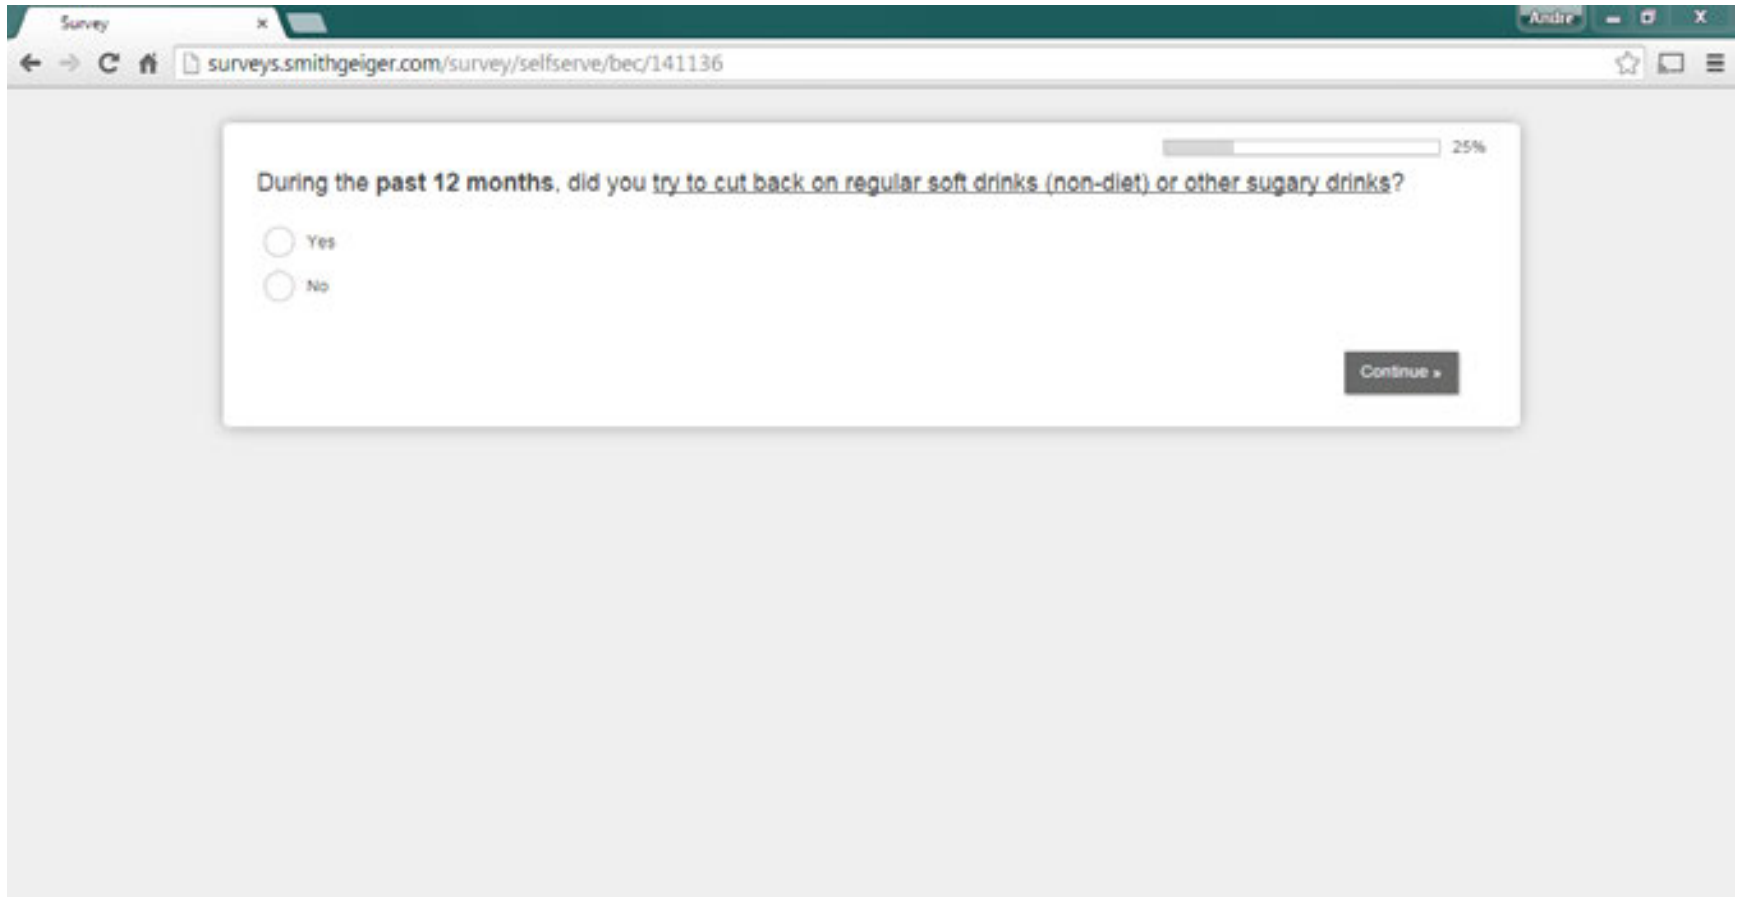 Survey
Andre
surveys.smithgeiger.com/survey/selfserve/bec/141136
25%
During the past 12 months, did you try to cut back on regular soft drinks (non-diet) or other sugary drinks?
Yes
No
Continue »